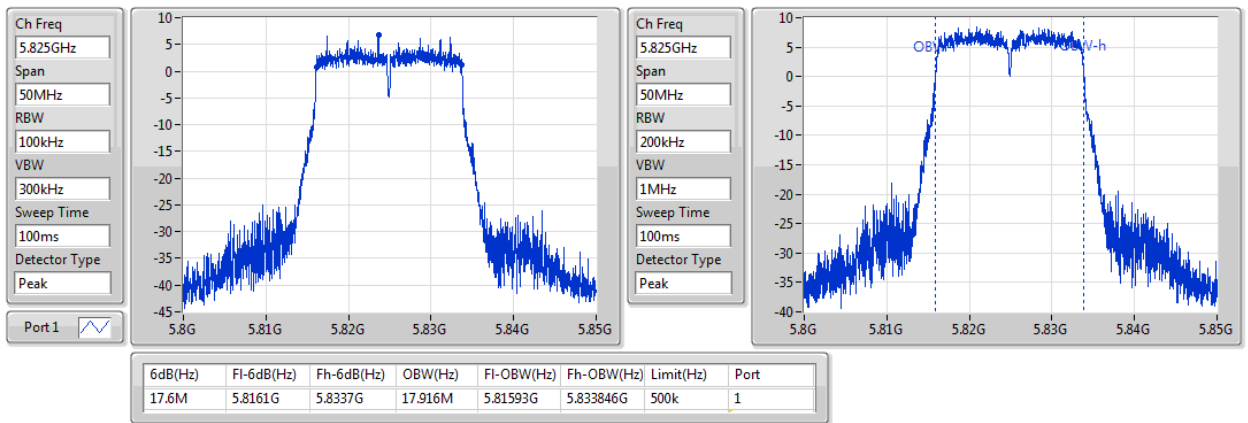 Ch Freq
5.825GHz
Span
50MHz
RBW
100kHz
VBW
300kHz
Sweep Time
100ms
Detector Type
Peak
Port 1
10-
5-
0-
-5-
-10-
-15-
-20-
-25-
-30-
-35-
-40-
-45-
5.8G 5.81G 5.82G 5.83G 5.84G 5.85G
Ch Freq
5.825GHz
Span
50MHz
RBW
200kHz
VBW
1MHz
Sweep Time
100ms
Detector Type
Peak
10-
5-
0-
-5-
-10-
-15-
-20-
-25-
-30-
-35-
-40-
5.8G 5.81G 5.82G 5.83G 5.84G 5.85G
6dB(Hz) Fl-6dB(Hz) Fh-6dB(Hz) OBW(Hz) Fl-OBW(Hz) Fh-OBW(Hz) Limit(Hz) Port
17.6M 5.8161G 5.8337G 17.916M 5.81593G 5.833846G 500k 1